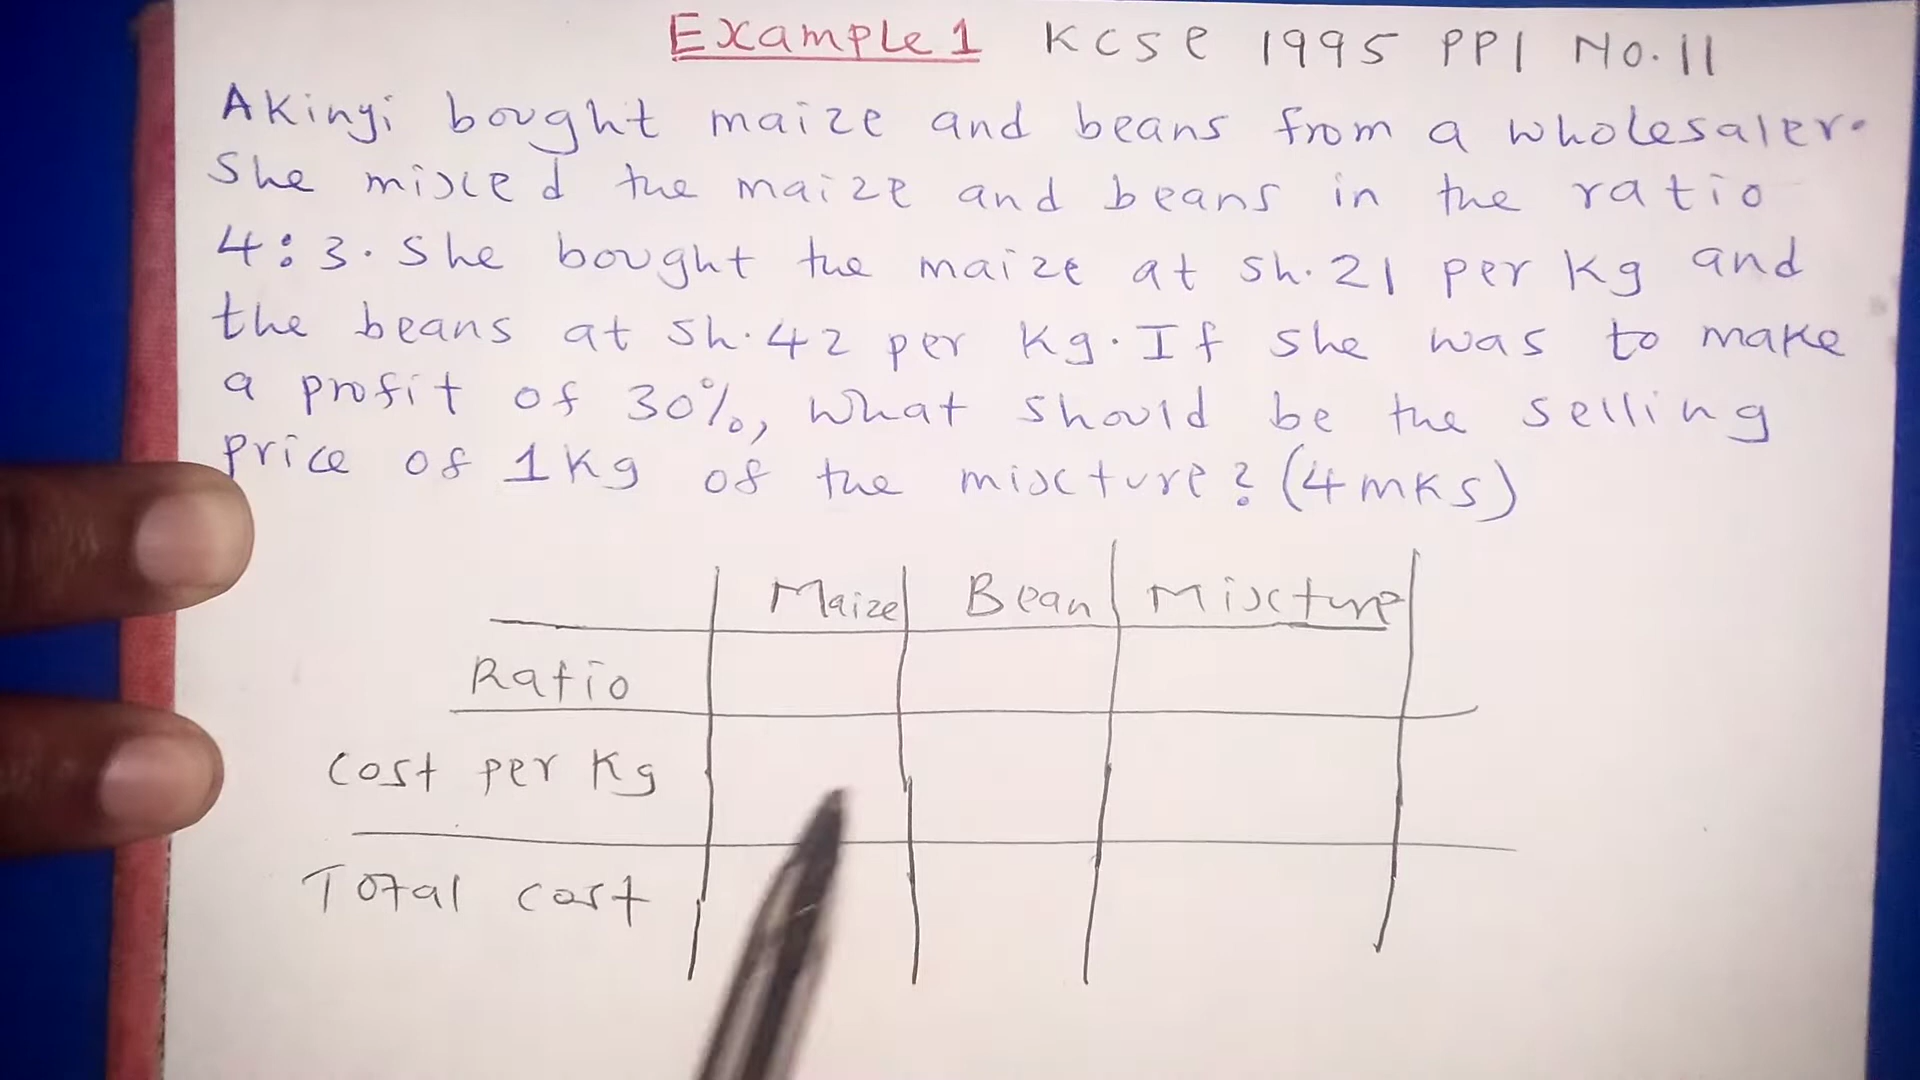 Example 1 KCSE 1995 PP1 No. 11
Akinyi bought maize and beans from a wholesaler.
She mixed the maize and beans in the ratio
4:3. She bought the maize at sh. 21 per kg and
the beans at sh. 42 per kg. If she was to make
a profit of 30%, what should be the selling
price of 1kg of the mixture? (4mks)
Maize Bean Mixture
Ratio
Cost per kg
Total cost